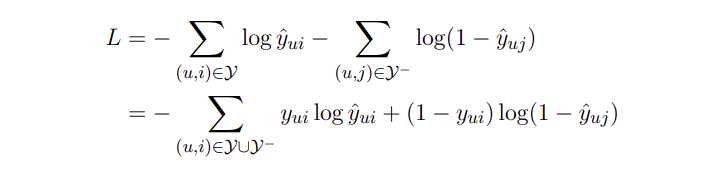 L = − ∑_{(u,i)∈𝒴} log ŷ_{ui} − ∑_{(u,j)∈𝒴⁻} log(1 − ŷ_{uj})
= − ∑_{(u,i)∈𝒴∪𝒴⁻} y_{ui} log ŷ_{ui} + (1 − y_{ui}) log(1 − ŷ_{uj})